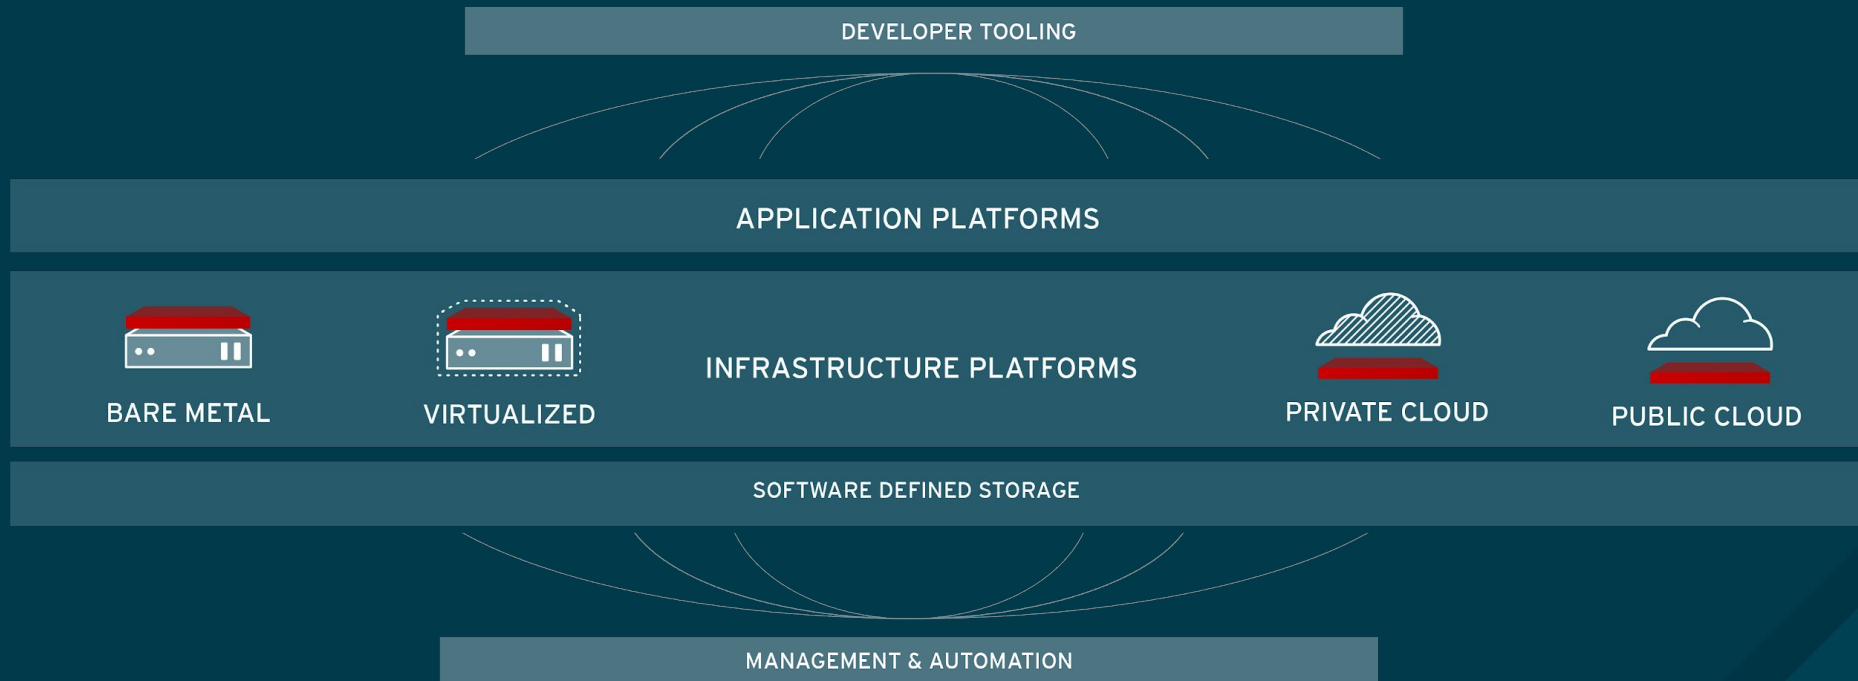 DEVELOPER TOOLING
APPLICATION PLATFORMS
INFRASTRUCTURE PLATFORMS
BARE METAL
VIRTUALIZED
PRIVATE CLOUD
PUBLIC CLOUD
SOFTWARE DEFINED STORAGE
MANAGEMENT & AUTOMATION